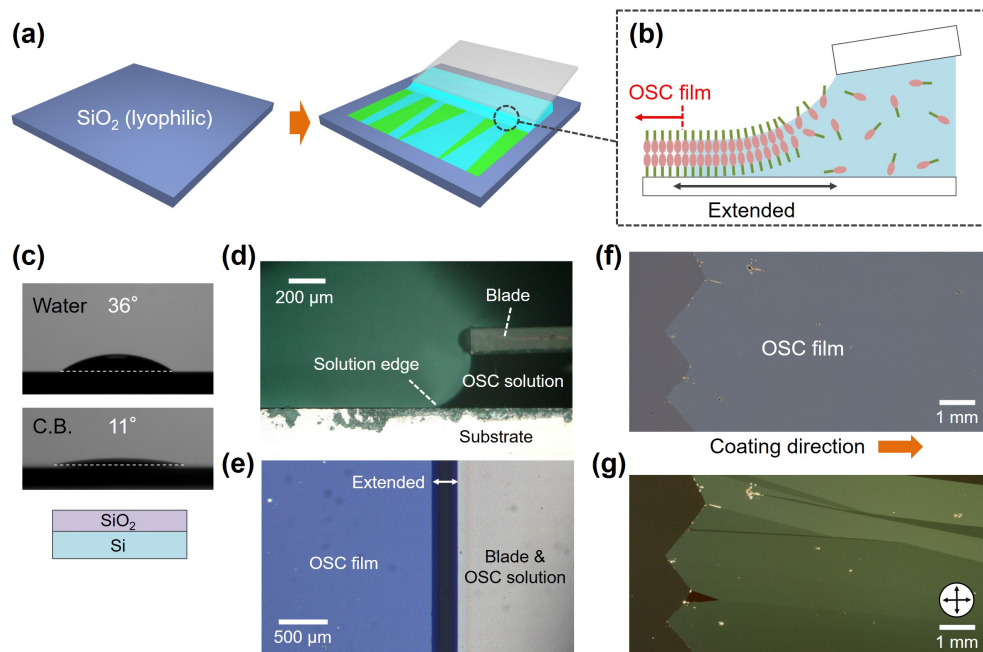 (a)
SiO₂ (lyophilic)
(b)
OSC film
Extended
(c)
Water 36°
C.B. 11°
SiO₂
Si
(d)
200 µm
Blade
Solution edge
OSC solution
Substrate
(e)
Extended
OSC film
Blade &
OSC solution
500 µm
(f)
OSC film
1 mm
Coating direction
(g)
1 mm